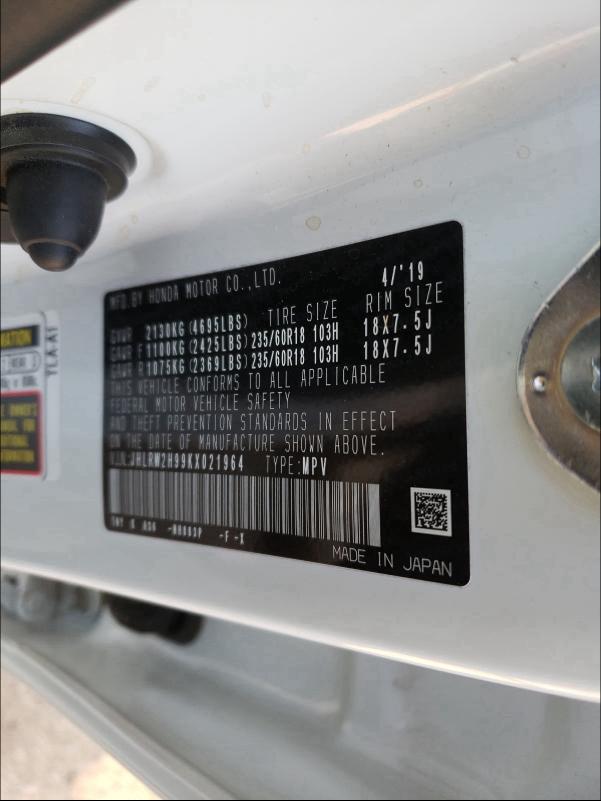 MFD.BY HONDA MOTOR CO.,LTD. 4/'19
TIRE SIZE RIM SIZE
GVWR 2130KG(4695LBS)
GAWR F 1100KG(2425LBS) 235/60R18 103H 18X7.5J
GAWR R 1075KG(2369LBS) 235/60R18 103H 18X7.5J
THIS VEHICLE CONFORMS TO ALL APPLICABLE
FEDERAL MOTOR VEHICLE SAFETY
AND THEFT PREVENTION STANDARDS IN EFFECT
ON THE DATE OF MANUFACTURE SHOWN ABOVE.
JHLRW2H99KX021964 TYPE:MPV
-F-X
MADE IN JAPAN
TLA-A1